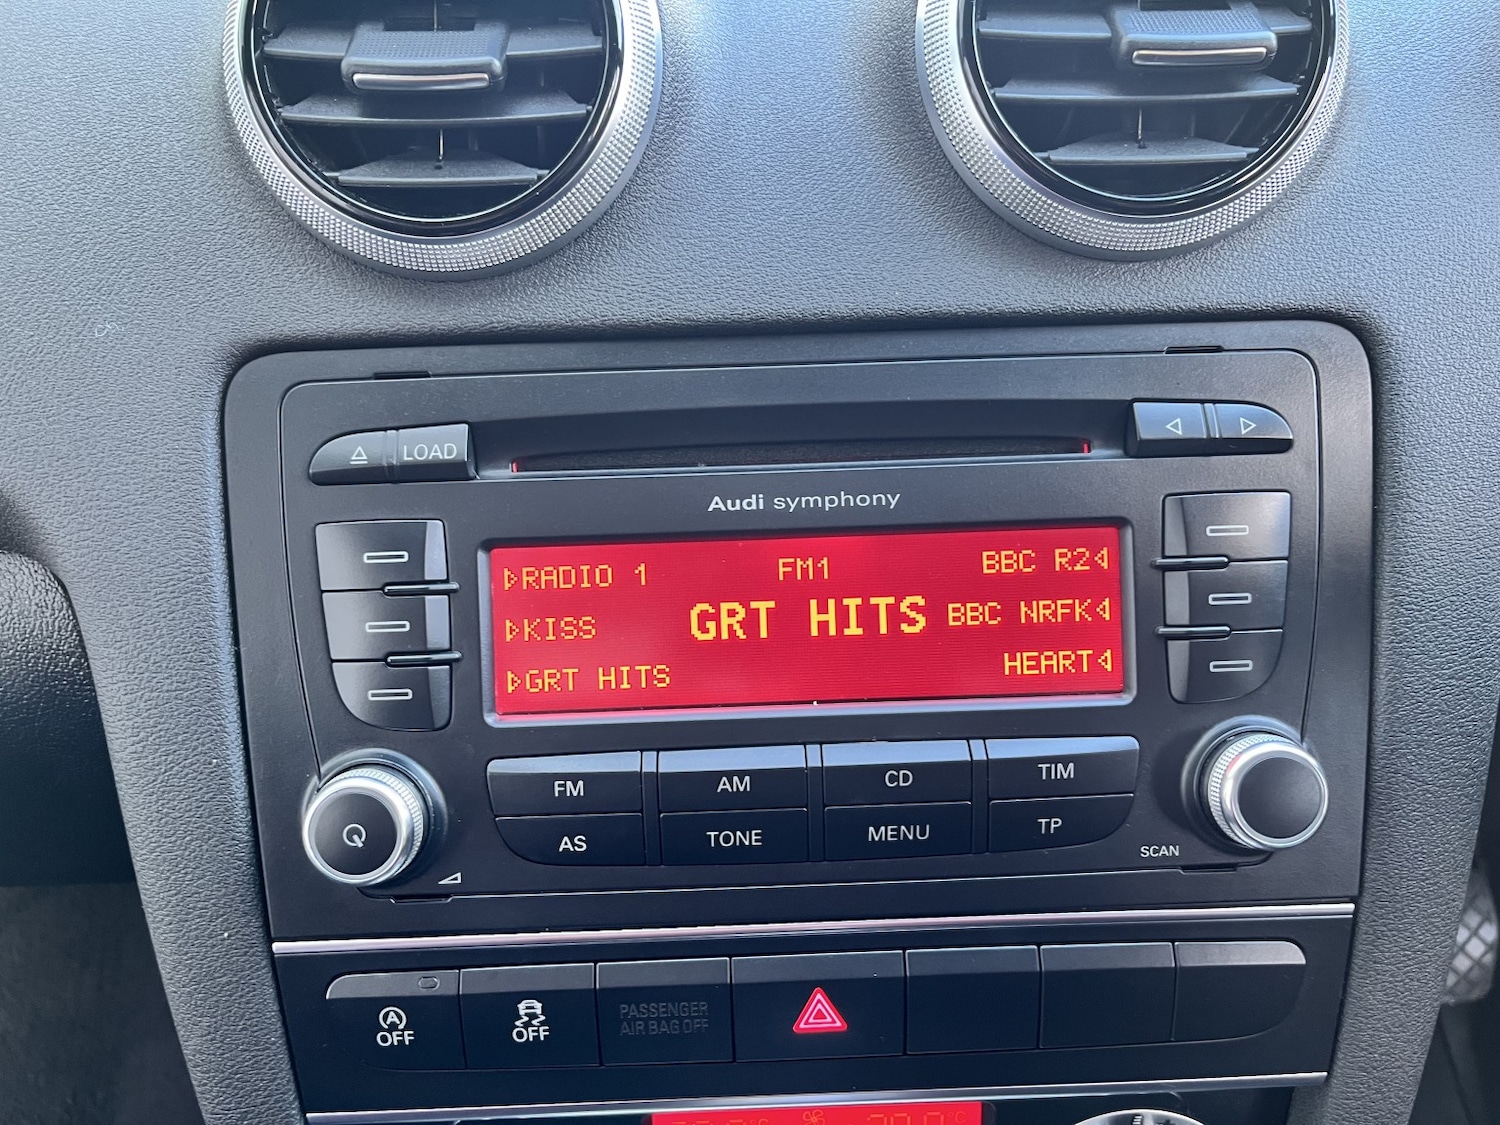 LOAD
Audi symphony
RADIO 1 FM1 BBC R2
KISS GRT HITS BBC NRFK
GRT HITS HEART
FM AM CD TIM
AS TONE MENU TP
SCAN
A
OFF OFF PASSENGER
AIR BAG OFF